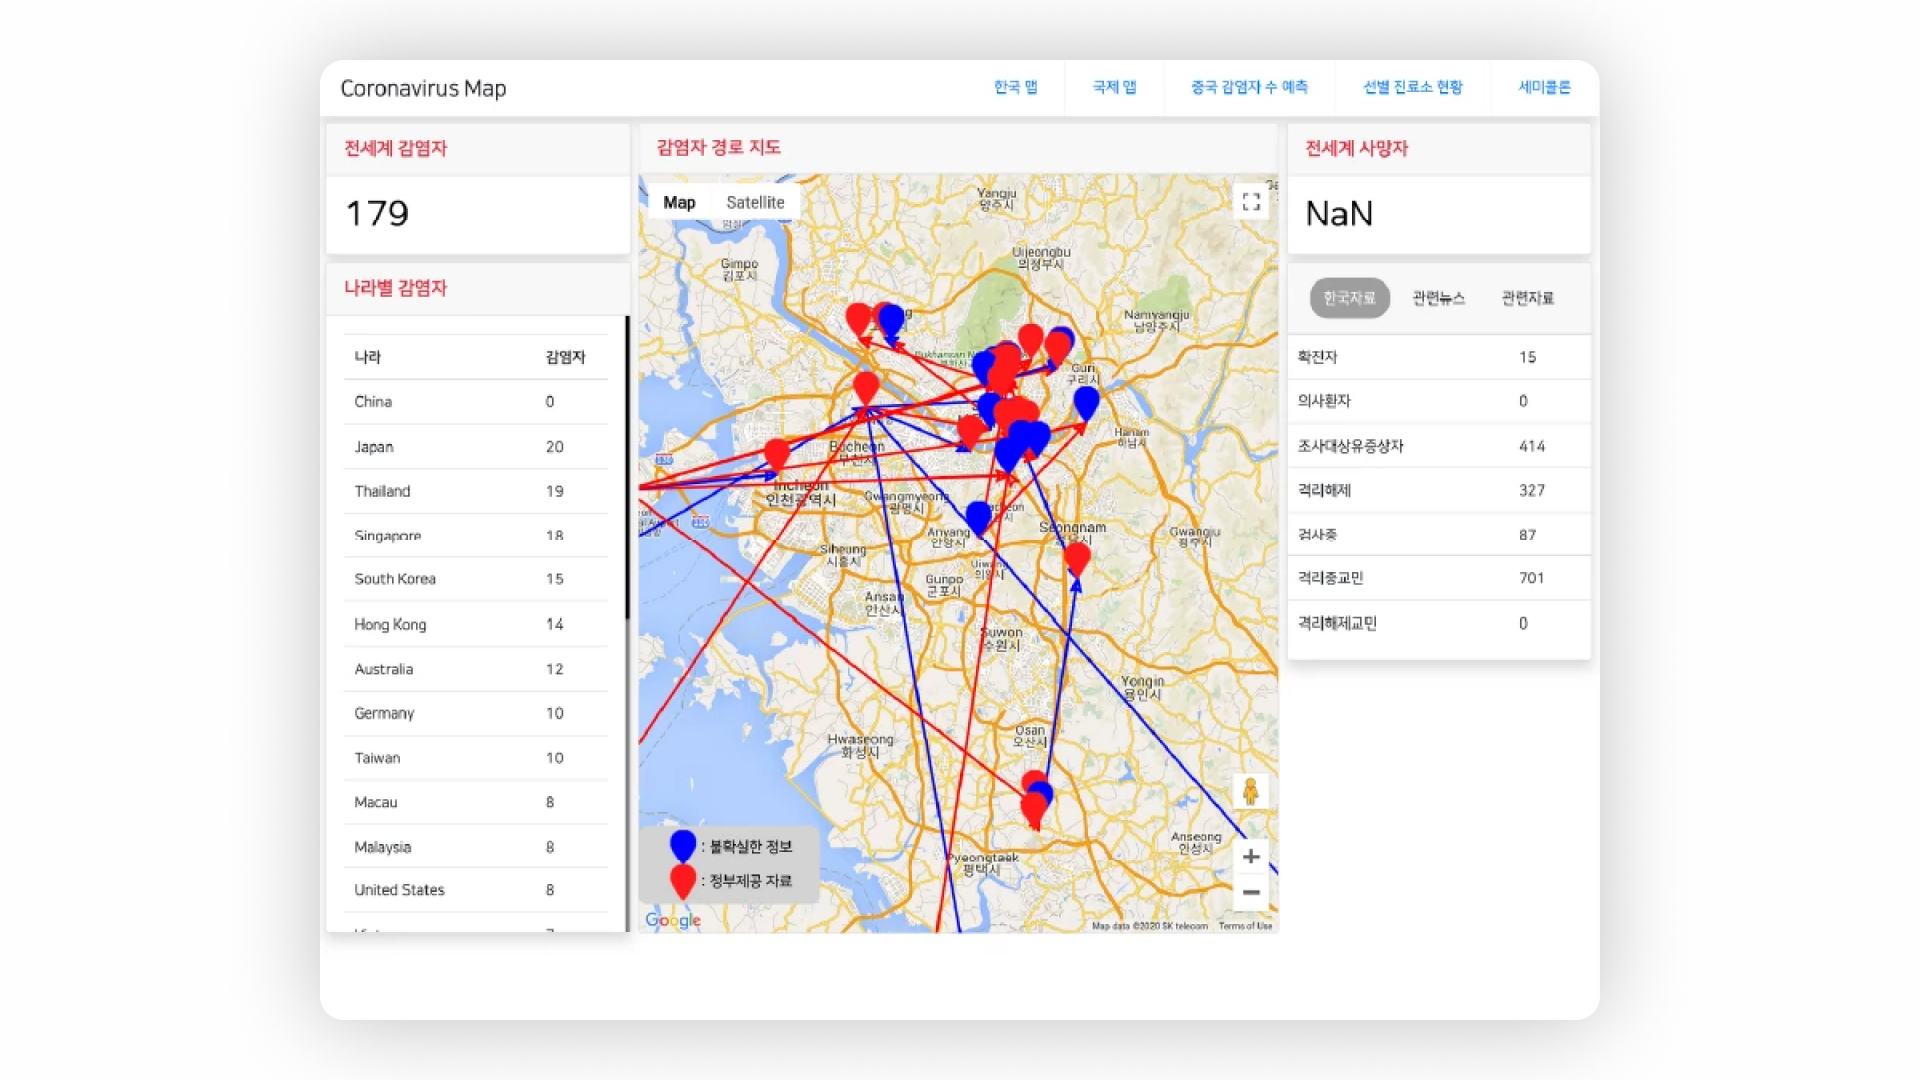 Coronavirus Map
한국 맵
국제 맵
중국 감염자 수 예측
선별 진료소 현황
세미콜론
전세계 감염자
179
나라별 감염자
나라 감염자
China 0
Japan 20
Thailand 19
Singapore 18
South Korea 15
Hong Kong 14
Australia 12
Germany 10
Taiwan 10
Macau 8
Malaysia 8
United States 8
감염자 경로 지도
Map
Satellite
Yangju
양주시
Uijeongbu
의정부시
Gimpo
김포시
Namyangju
남양주시
Guri
구리시
Hanam
하남시
Bucheon
부천시
Incheon
인천광역시
Gwangmyeong
광명시
Anyang
안양시
Seongnam
Gwangju
광주시
Siheung
시흥시
Gunpo
군포시
Ansan
안산시
Suwon
수원시
Yongin
용인시
Osan
오산시
Hwaseong
화성시
Anseong
안성시
Pyeongtaek
평택시
: 불확실한 정보
: 정부제공 자료
Google
Map data ©2020 SK telecom
Terms of Use
전세계 사망자
NaN
한국자료
관련뉴스
관련자료
확진자 15
의사환자 0
조사대상유증상자 414
격리해제 327
검사중 87
격리중교민 701
격리해제교민 0